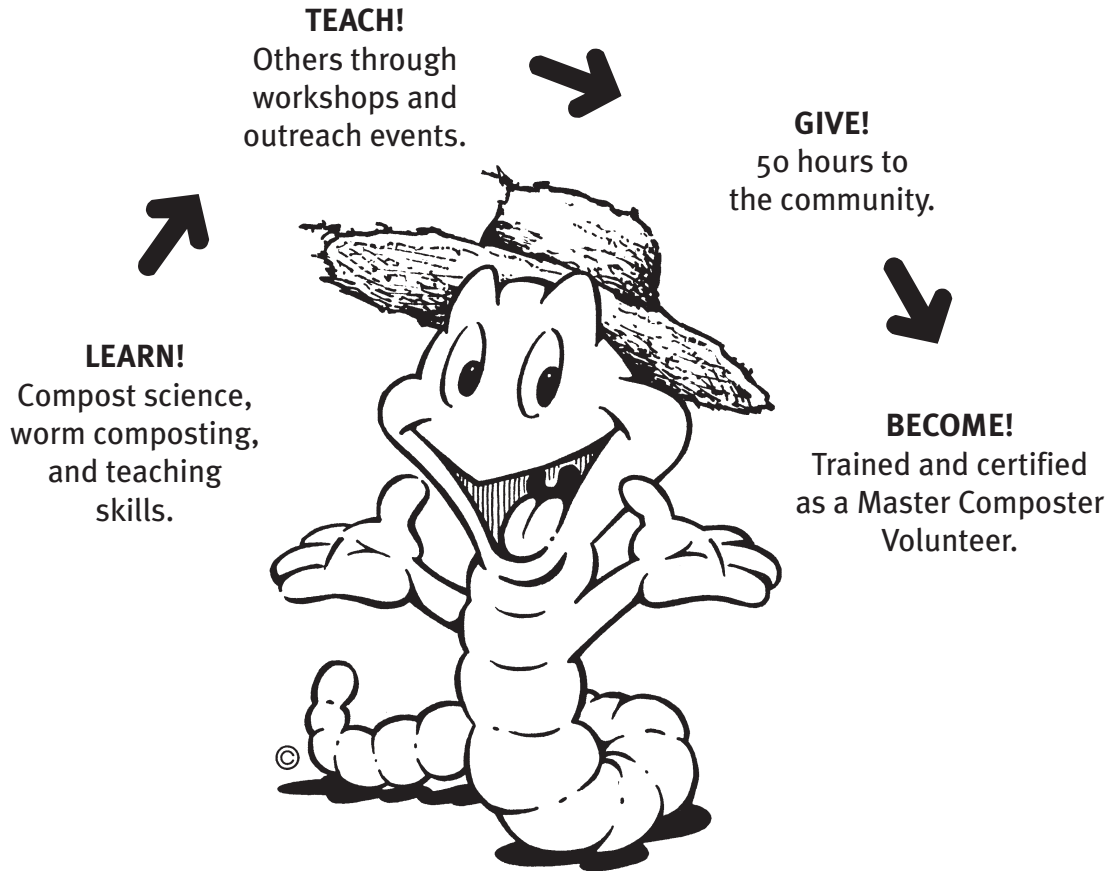 LEARN!
Compost science,
worm composting,
and teaching
skills.
TEACH!
Others through
workshops and
outreach events.
GIVE!
50 hours to
the community.
BECOME!
Trained and certified
as a Master Composter
Volunteer.
©